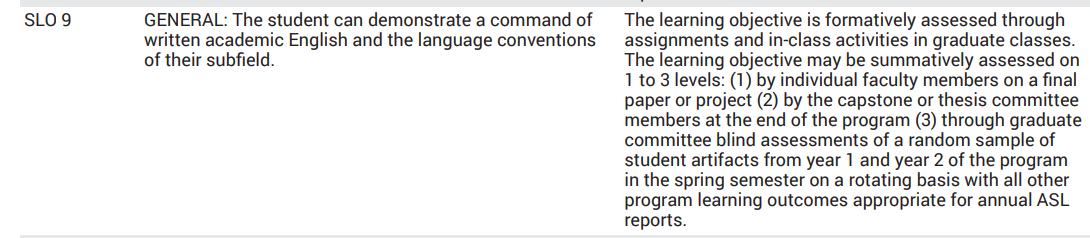 SLO 9
GENERAL: The student can demonstrate a command of
written academic English and the language conventions
of their subfield.
The learning objective is formatively assessed through
assignments and in-class activities in graduate classes.
The learning objective may be summatively assessed on
1 to 3 levels: (1) by individual faculty members on a final
paper or project (2) by the capstone or thesis committee
members at the end of the program (3) through graduate
committee blind assessments of a random sample of
student artifacts from year 1 and year 2 of the program
in the spring semester on a rotating basis with all other
program learning outcomes appropriate for annual ASL
reports.